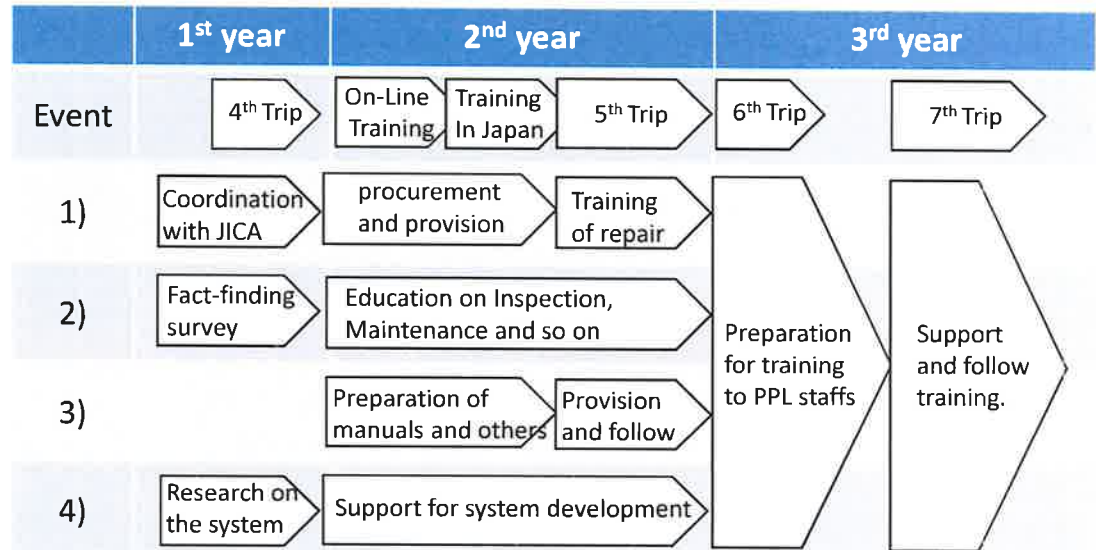 1st year 2nd year 3rd year
Event
4th Trip
On-Line
Training
Training
In Japan
5th Trip
6th Trip
7th Trip
1)
Coordination
with JICA
procurement
and provision
Training
of repair
2)
Fact-finding
survey
Education on Inspection,
Maintenance and so on
3)
Preparation of
manuals and others
Provision
and follow
4)
Research on
the system
Support for system development
Preparation
for training
to PPL staffs
Support
and follow
training.